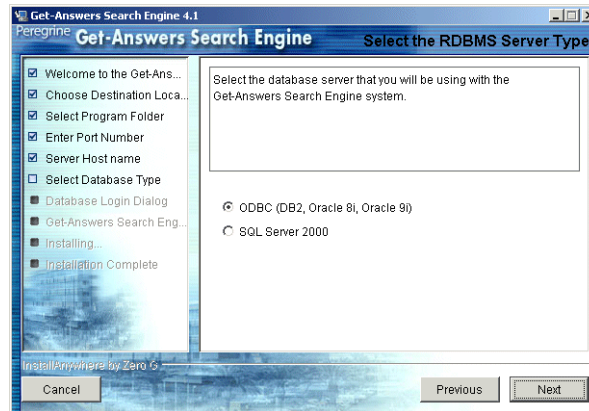 Get-Answers Search Engine 4.1
Peregrine Get-Answers Search Engine
Select the RDBMS Server Type
Welcome to the Get-Ans...
Choose Destination Loca...
Select Program Folder
Enter Port Number
Server Host name
Select Database Type
Database Login Dialog
Get-Answers Search Eng...
Installing...
Installation Complete
Select the database server that you will be using with the
Get-Answers Search Engine system.
ODBC (DB2, Oracle 8i, Oracle 9i)
SQL Server 2000
InstallAnywhere by Zero G
Cancel
Previous
Next